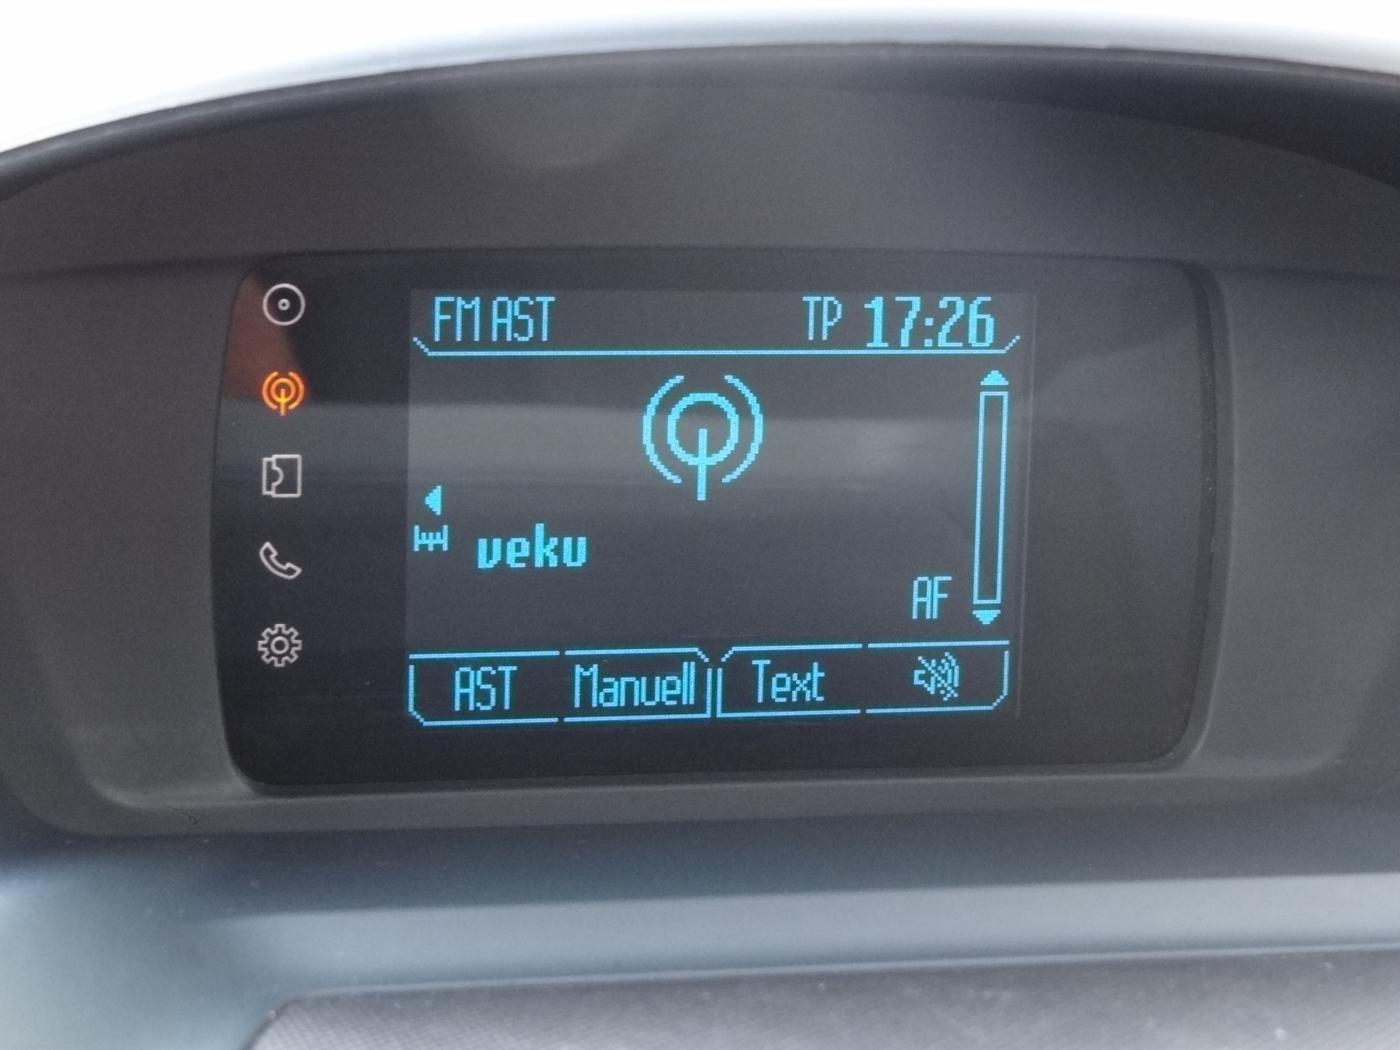 FM AST TP 17:26
veku
AF
AST Manuell Text